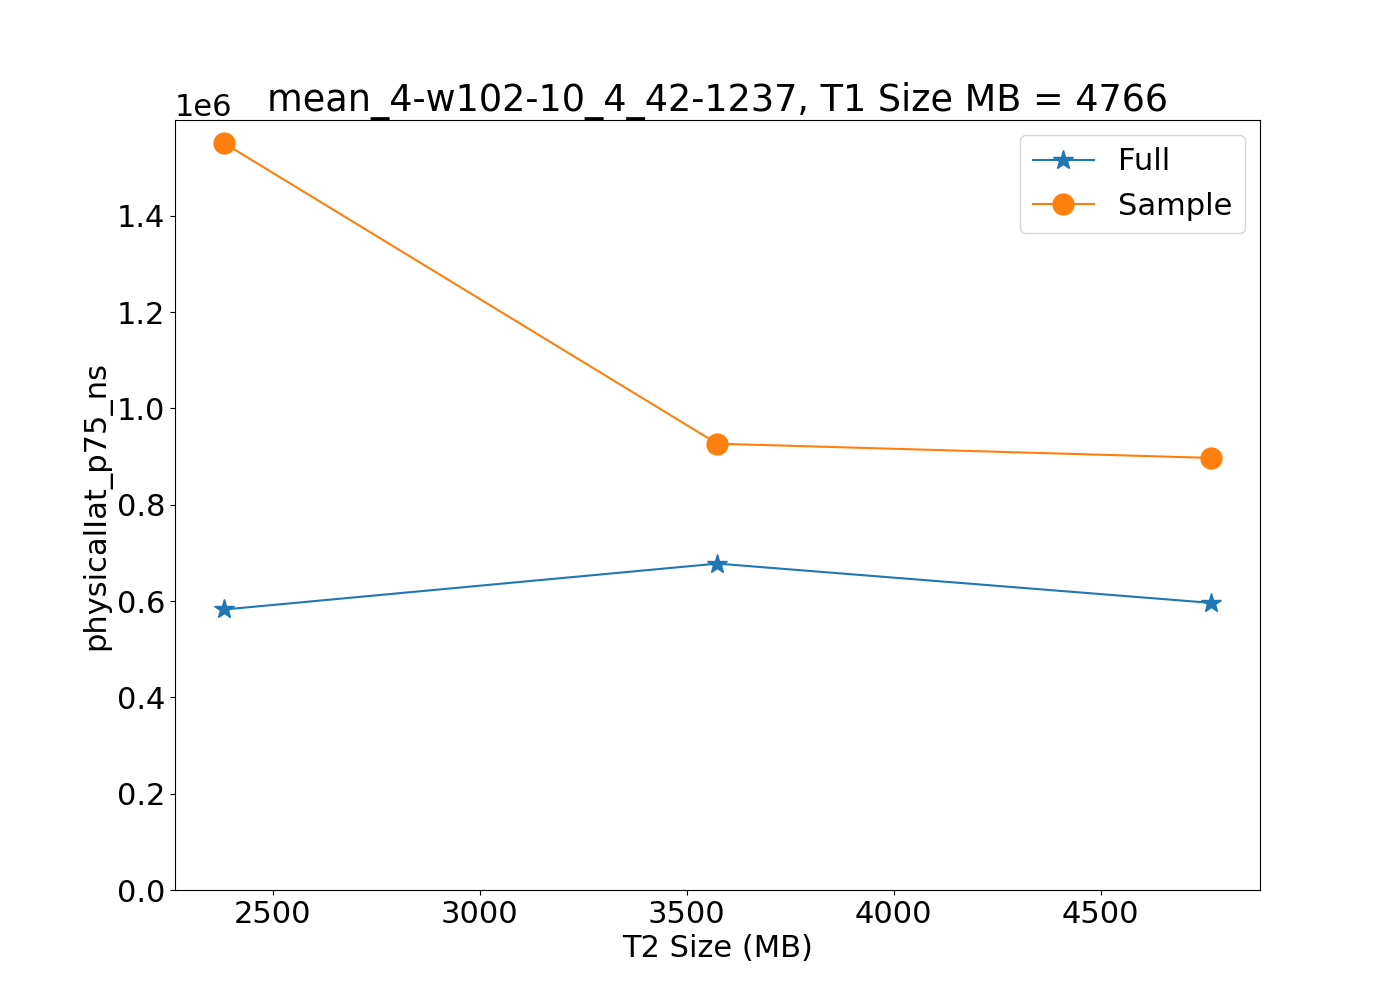 1e6
mean_4-w102-10_4_42-1237, T1 Size MB = 4766
Full
Sample
1.4
1.2
1.0
0.8
0.6
0.4
0.2
0.0
physicallat_p75_ns
2500 3000 3500 4000 4500
T2 Size (MB)